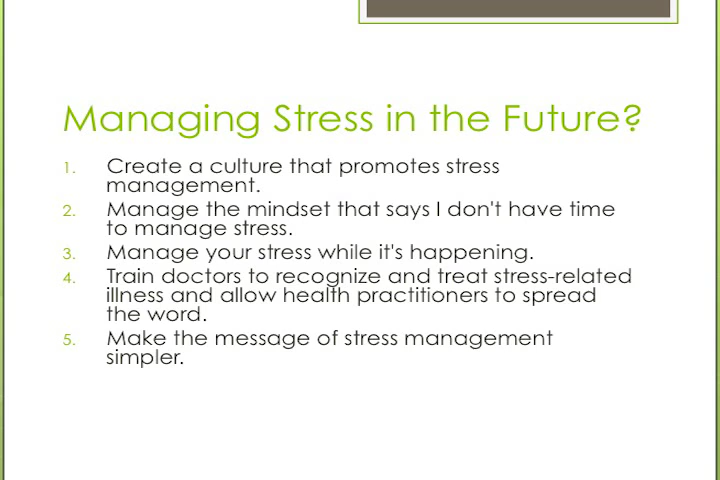 Managing Stress in the Future?
1. Create a culture that promotes stress
management.
2. Manage the mindset that says I don't have time
to manage stress.
3. Manage your stress while it's happening.
4. Train doctors to recognize and treat stress-related
illness and allow health practitioners to spread
the word.
5. Make the message of stress management
simpler.